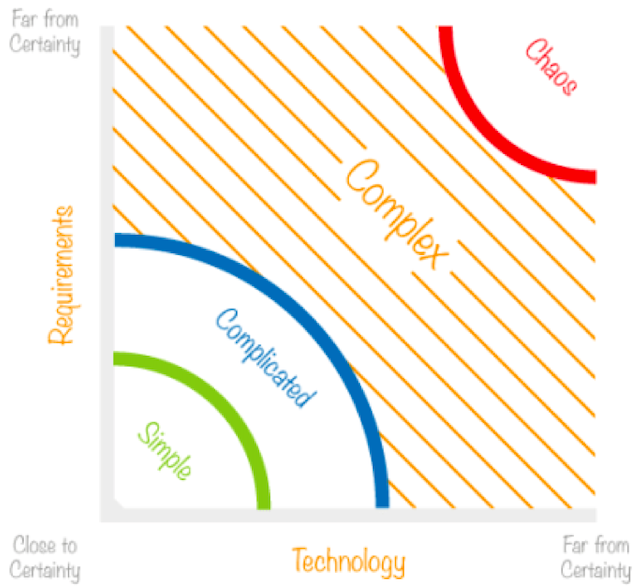 Far from
Certainty
Chaos
Complex
Requirements
Complicated
Simple
Close to
Certainty
Technology
Far from
Certainty